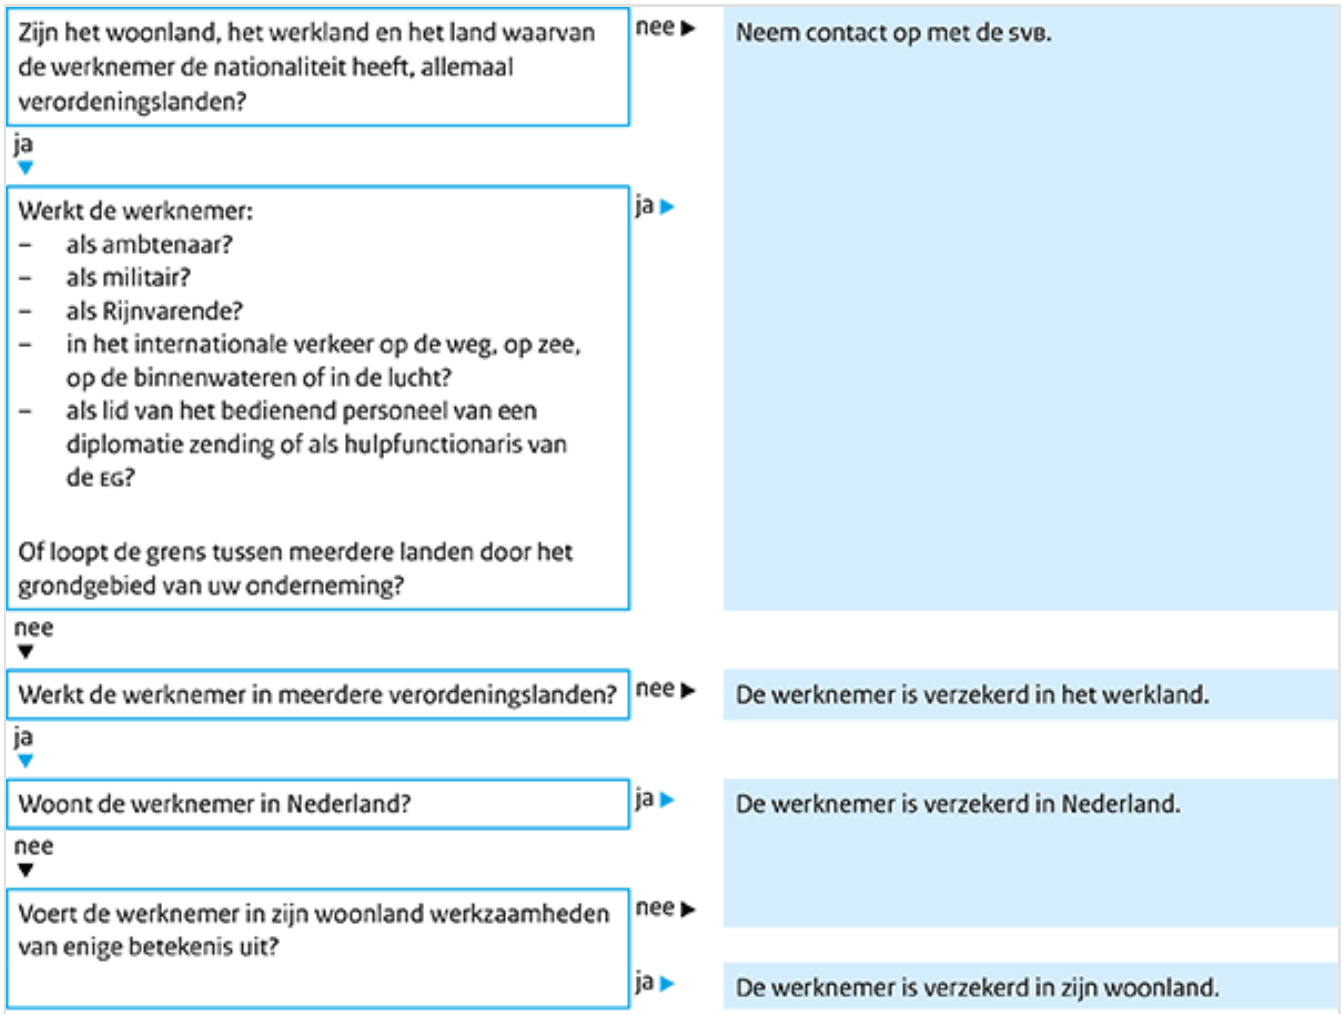 Zijn het woonland, het werkland en het land waarvan
de werknemer de nationaliteit heeft, allemaal
verordeningslanden?
nee ▶
Neem contact op met de SVB.
ja
▼
Werkt de werknemer:
– als ambtenaar?
– als militair?
– als Rijnvarende?
– in het internationale verkeer op de weg, op zee,
op de binnenwateren of in de lucht?
– als lid van het bedienend personeel van een
diplomatie zending of als hulpfunctionaris van
de EG?
Of loopt de grens tussen meerdere landen door het
grondgebied van uw onderneming?
ja ▶
nee
▼
Werkt de werknemer in meerdere verordeningslanden?
nee ▶
De werknemer is verzekerd in het werkland.
ja
▼
Woont de werknemer in Nederland?
ja ▶
De werknemer is verzekerd in Nederland.
nee
▼
Voert de werknemer in zijn woonland werkzaamheden
van enige betekenis uit?
nee ▶
ja ▶
De werknemer is verzekerd in zijn woonland.